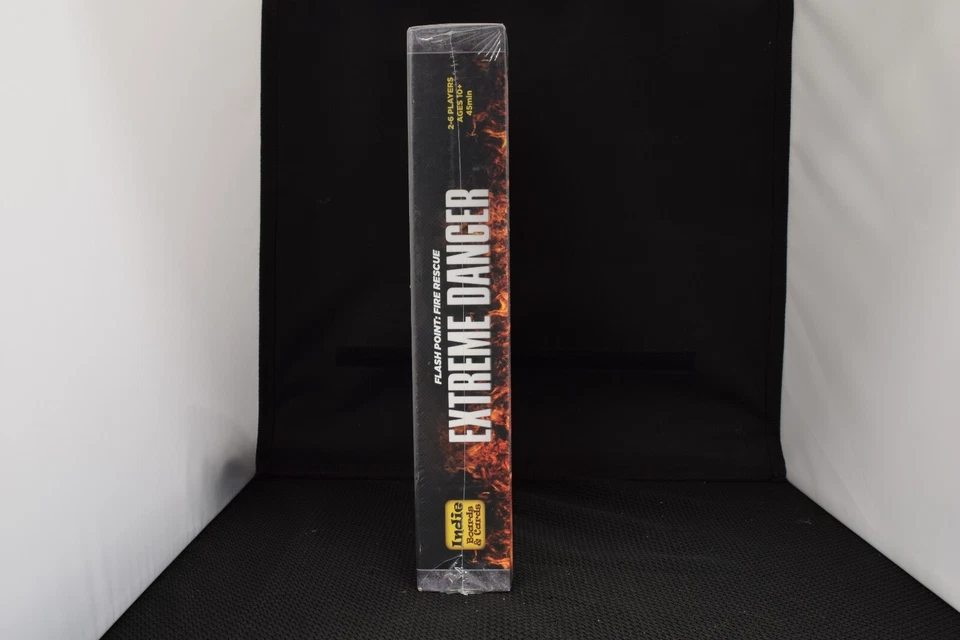 FLASH POINT: FIRE RESCUE
EXTREME DANGER
2-6 PLAYERS
AGES 10+
45min
Indie
Boards
& Cards